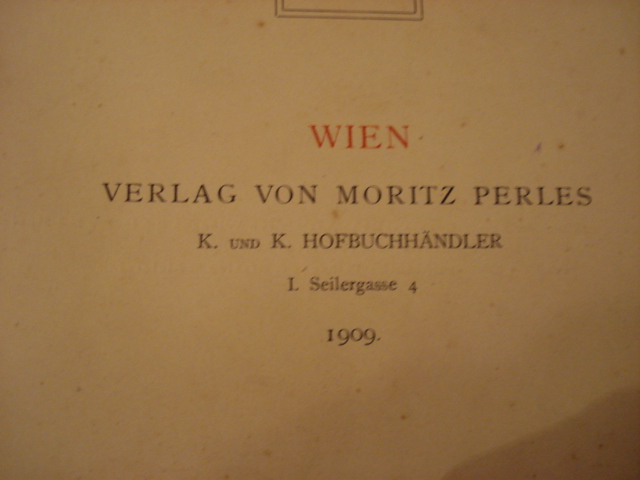 WIEN
VERLAG VON MORITZ PERLES
K. UND K. HOFBUCHHÄNDLER
I. Seilergasse 4
1909.